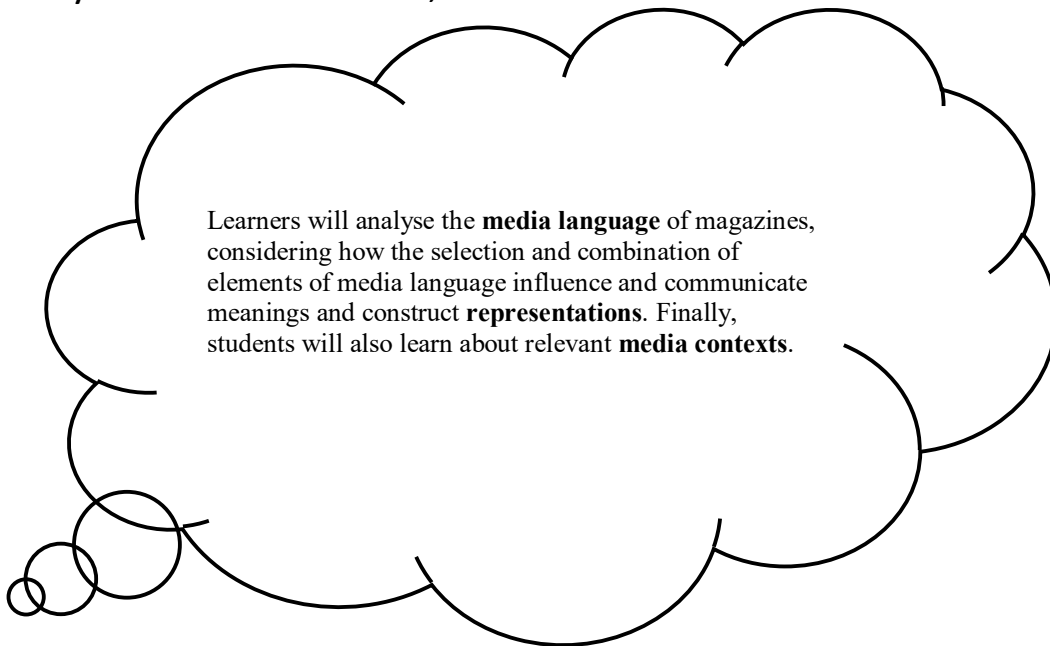 Learners will analyse the media language of magazines,
considering how the selection and combination of
elements of media language influence and communicate
meanings and construct representations. Finally,
students will also learn about relevant media contexts.